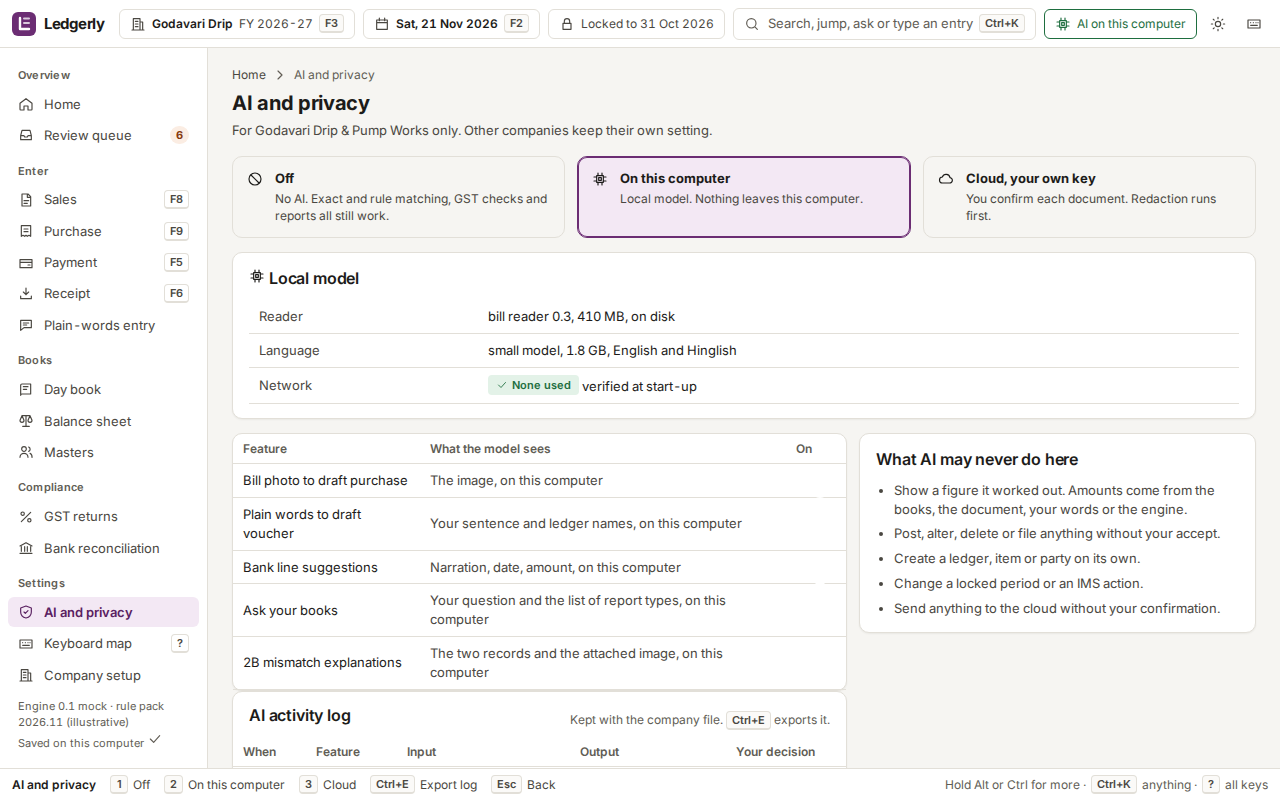 Ledgerly
Godavari Drip FY 2026-27 F3
Sat, 21 Nov 2026 F2
Locked to 31 Oct 2026
Search, jump, ask or type an entry Ctrl+K
AI on this computer
Overview
Home
Review queue 6
Enter
Sales F8
Purchase F9
Payment F5
Receipt F6
Plain-words entry
Books
Day book
Balance sheet
Masters
Compliance
GST returns
Bank reconciliation
Settings
AI and privacy
Keyboard map ?
Company setup
Engine 0.1 mock · rule pack
2026.11 (illustrative)
Saved on this computer
Home > AI and privacy
AI and privacy
For Godavari Drip & Pump Works only. Other companies keep their own setting.
Off
No AI. Exact and rule matching, GST checks and
reports all still work.
On this computer
Local model. Nothing leaves this computer.
Cloud, your own key
You confirm each document. Redaction runs
first.
Local model
Reader bill reader 0.3, 410 MB, on disk
Language small model, 1.8 GB, English and Hinglish
Network None used verified at start-up
Feature What the model sees On
Bill photo to draft purchase The image, on this computer
Plain words to draft
voucher
Your sentence and ledger names, on this computer
Bank line suggestions Narration, date, amount, on this computer
Ask your books
Your question and the list of report types, on this
computer
2B mismatch explanations
The two records and the attached image, on this
computer
What AI may never do here
• Show a figure it worked out. Amounts come from the
books, the document, your words or the engine.
• Post, alter, delete or file anything without your accept.
• Create a ledger, item or party on its own.
• Change a locked period or an IMS action.
• Send anything to the cloud without your confirmation.
AI activity log
Kept with the company file. Ctrl+E exports it.
When Feature Input Output Your decision
AI and privacy 1 Off 2 On this computer 3 Cloud Ctrl+E Export log Esc Back
Hold Alt or Ctrl for more · Ctrl+K anything · ? all keys